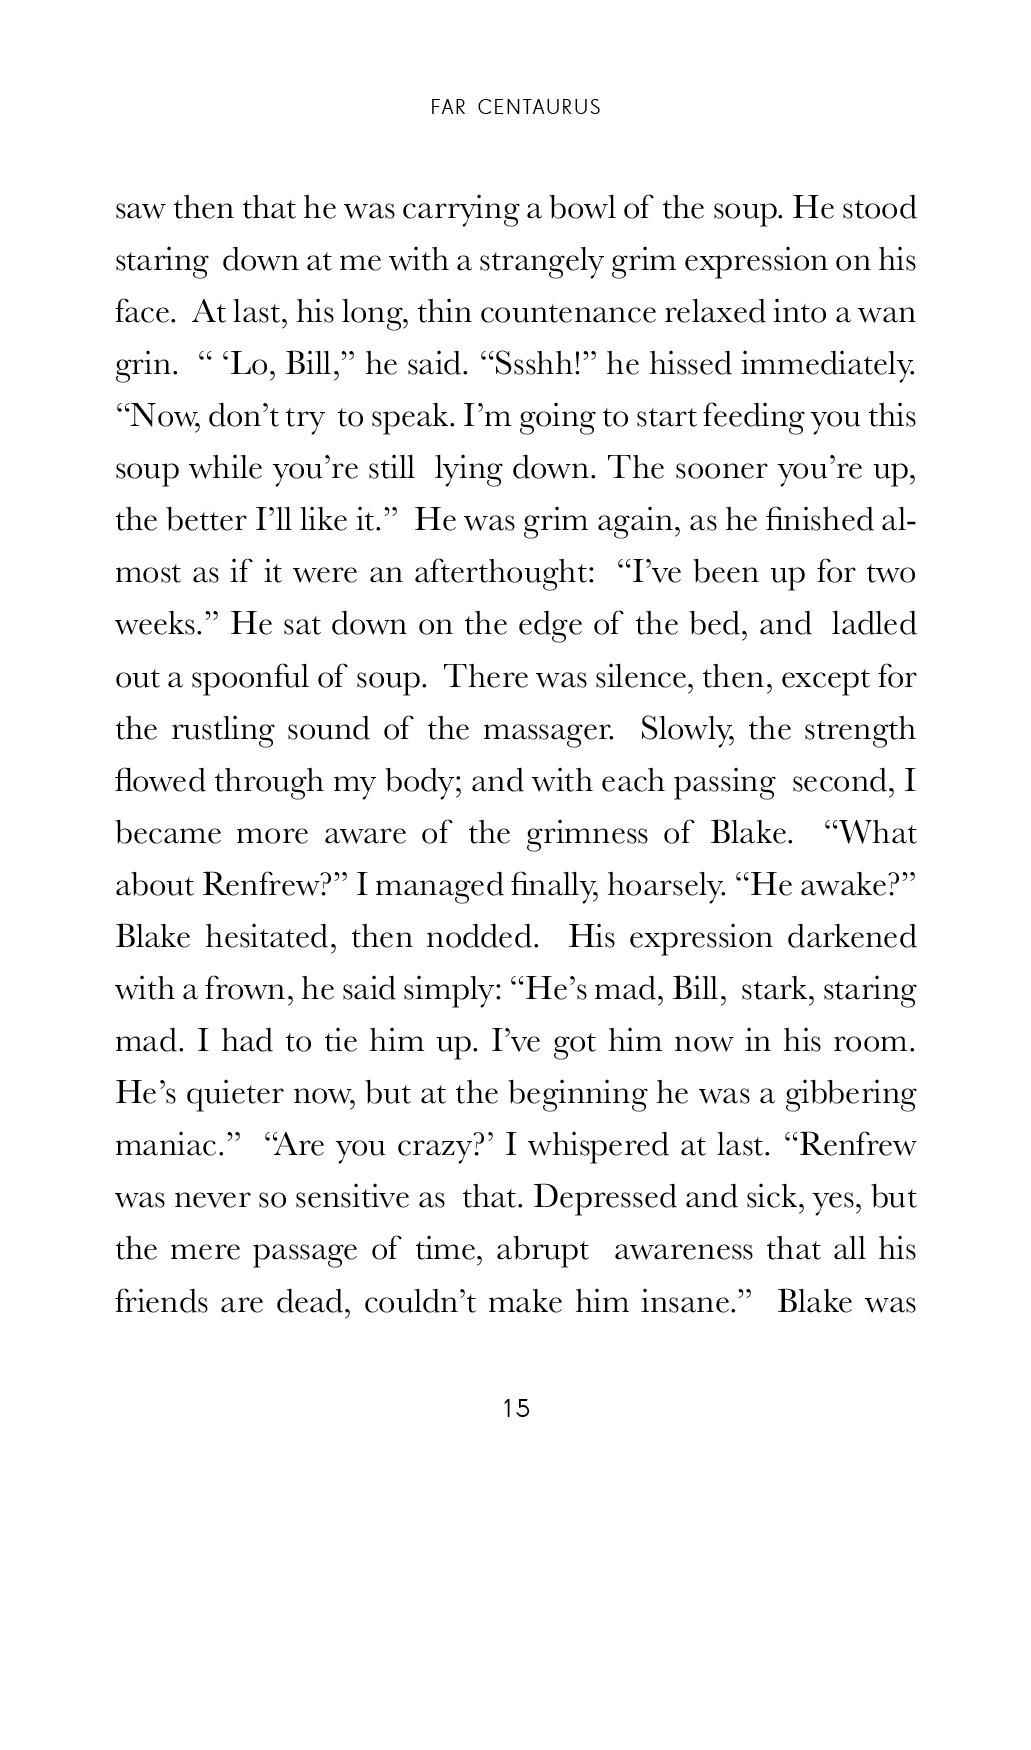 FAR CENTAURUS
saw then that he was carrying a bowl of the soup. He stood
staring down at me with a strangely grim expression on his
face. At last, his long, thin countenance relaxed into a wan
grin. “ ‘Lo, Bill,” he said. “Ssshh!” he hissed immediately.
“Now, don’t try to speak. I’m going to start feeding you this
soup while you’re still lying down. The sooner you’re up,
the better I’ll like it.” He was grim again, as he finished al-
most as if it were an afterthought: “I’ve been up for two
weeks.” He sat down on the edge of the bed, and ladled
out a spoonful of soup. There was silence, then, except for
the rustling sound of the massager. Slowly, the strength
flowed through my body; and with each passing second, I
became more aware of the grimness of Blake. “What
about Renfrew?” I managed finally, hoarsely. “He awake?”
Blake hesitated, then nodded. His expression darkened
with a frown, he said simply: “He’s mad, Bill, stark, staring
mad. I had to tie him up. I’ve got him now in his room.
He’s quieter now, but at the beginning he was a gibbering
maniac.” “Are you crazy?’ I whispered at last. “Renfrew
was never so sensitive as that. Depressed and sick, yes, but
the mere passage of time, abrupt awareness that all his
friends are dead, couldn’t make him insane.” Blake was
15